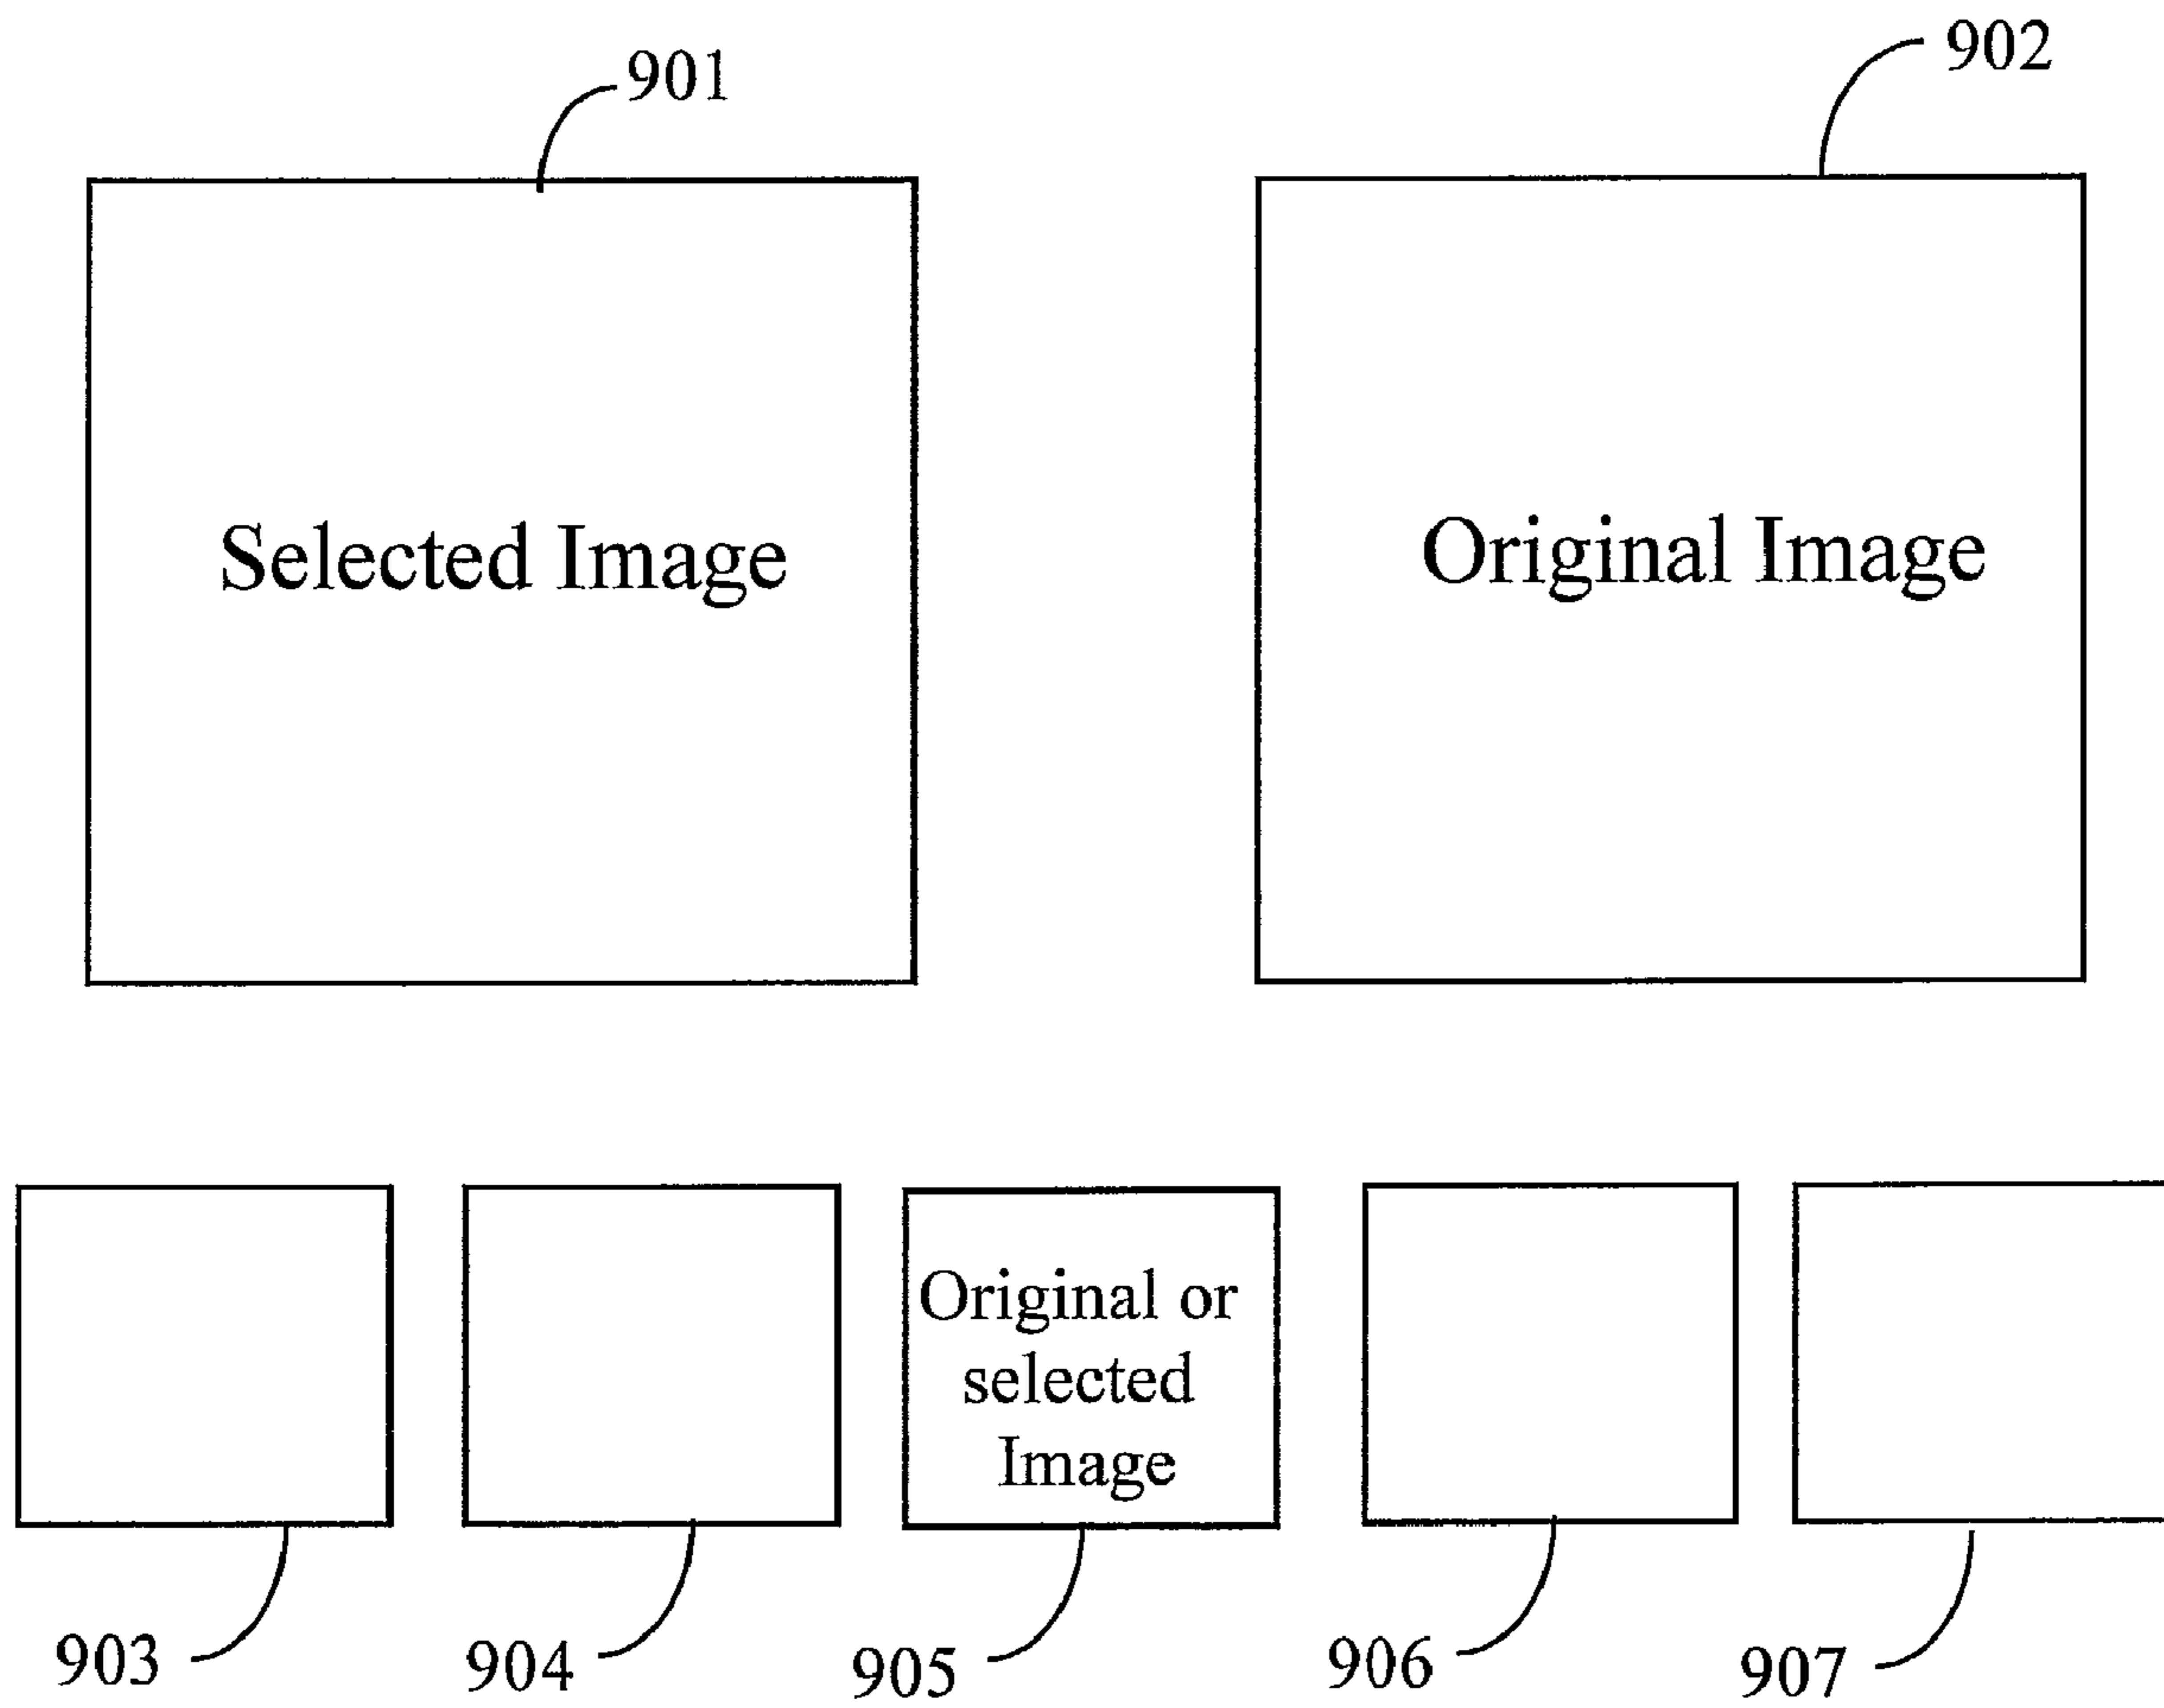 901
902
Selected Image
Original Image
Original or
selected
Image
903
904
905
906
907